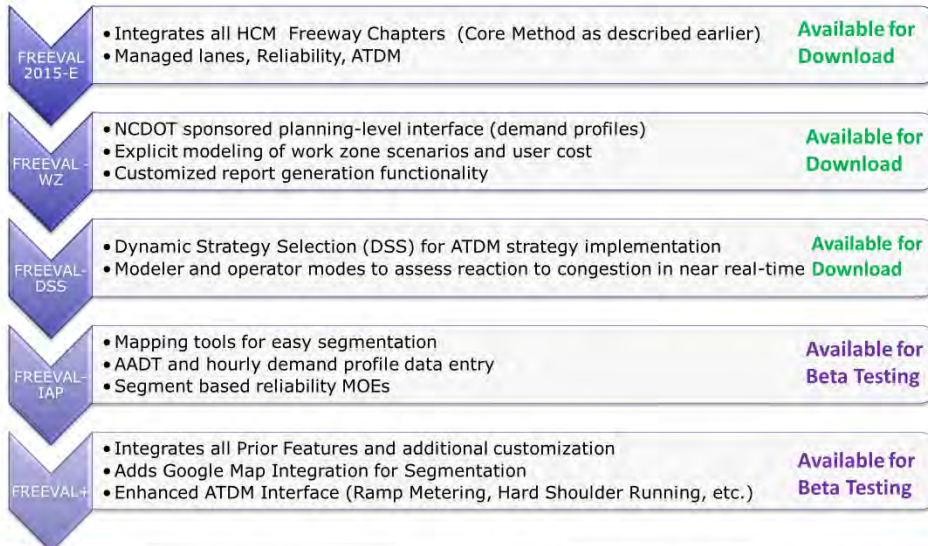 FREEVAL
2015-E
• Integrates all HCM Freeway Chapters (Core Method as described earlier)
• Managed lanes, Reliability, ATDM
Available for
Download
FREEVAL -
WZ
• NCDOT sponsored planning-level interface (demand profiles)
• Explicit modeling of work zone scenarios and user cost
• Customized report generation functionality
Available for
Download
FREEVAL-
DSS
• Dynamic Strategy Selection (DSS) for ATDM strategy implementation
• Modeler and operator modes to assess reaction to congestion in near real-time
Available for
Download
FREEVAL-
IAP
• Mapping tools for easy segmentation
• AADT and hourly demand profile data entry
• Segment based reliability MOEs
Available for
Beta Testing
FREEVAL+
• Integrates all Prior Features and additional customization
• Adds Google Map Integration for Segmentation
• Enhanced ATDM Interface (Ramp Metering, Hard Shoulder Running, etc.)
Available for
Beta Testing